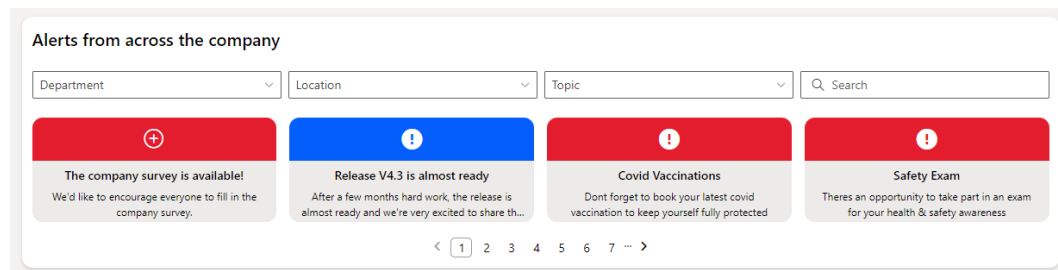 Alerts from across the company
Department
Location
Topic
Search
The company survey is available!
We'd like to encourage everyone to fill in the
company survey.
Release V4.3 is almost ready
After a few months hard work, the release is
almost ready and we're very excited to share th...
Covid Vaccinations
Dont forget to book your latest covid
vaccination to keep yourself fully protected
Safety Exam
Theres an opportunity to take part in an exam
for your health & safety awareness
< 1 2 3 4 5 6 7 ... >